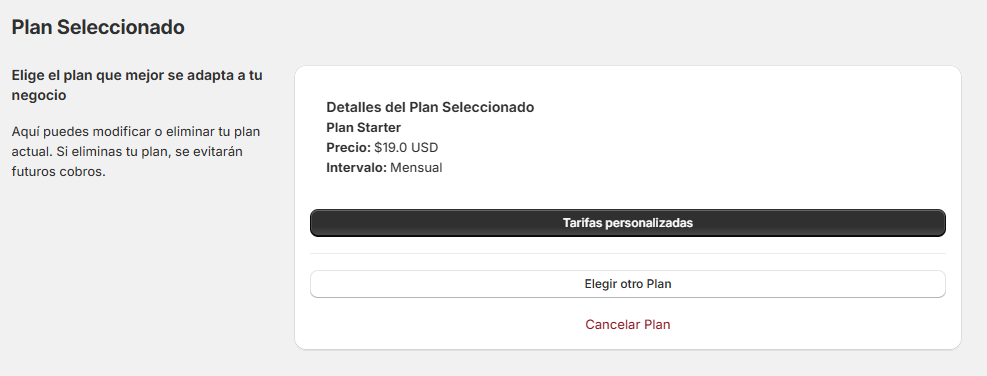 Plan Seleccionado
Elige el plan que mejor se adapta a tu
negocio
Aquí puedes modificar o eliminar tu plan
actual. Si eliminas tu plan, se evitarán
futuros cobros.
Detalles del Plan Seleccionado
Plan Starter
Precio: $19.0 USD
Intervalo: Mensual
Tarifas personalizadas
Elegir otro Plan
Cancelar Plan